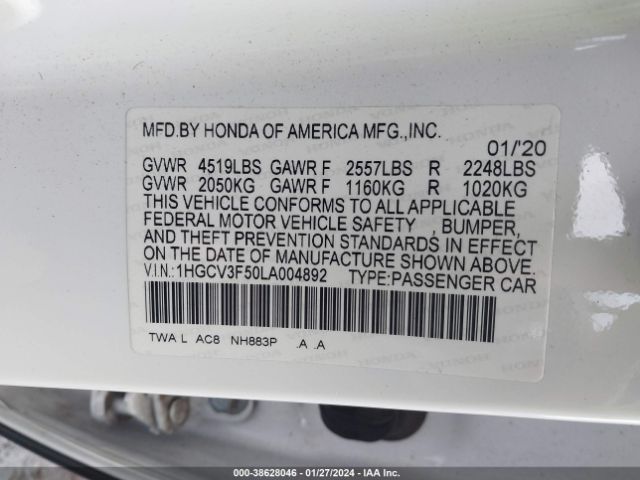 MFD.BY HONDA OF AMERICA MFG.,INC.
01/'20
GVWR 4519LBS GAWR F 2557LBS R 2248LBS
GVWR 2050KG GAWR F 1160KG R 1020KG
THIS VEHICLE CONFORMS TO ALL APPLICABLE
FEDERAL MOTOR VEHICLE SAFETY , BUMPER,
AND THEFT PREVENTION STANDARDS IN EFFECT
ON THE DATE OF MANUFACTURE SHOWN ABOVE.
V.I.N.:1HGCV3F50LA004892 TYPE:PASSENGER CAR
TWA L AC8 NH883P .A .A
000-38628046 - 01/27/2024 - IAA Inc.